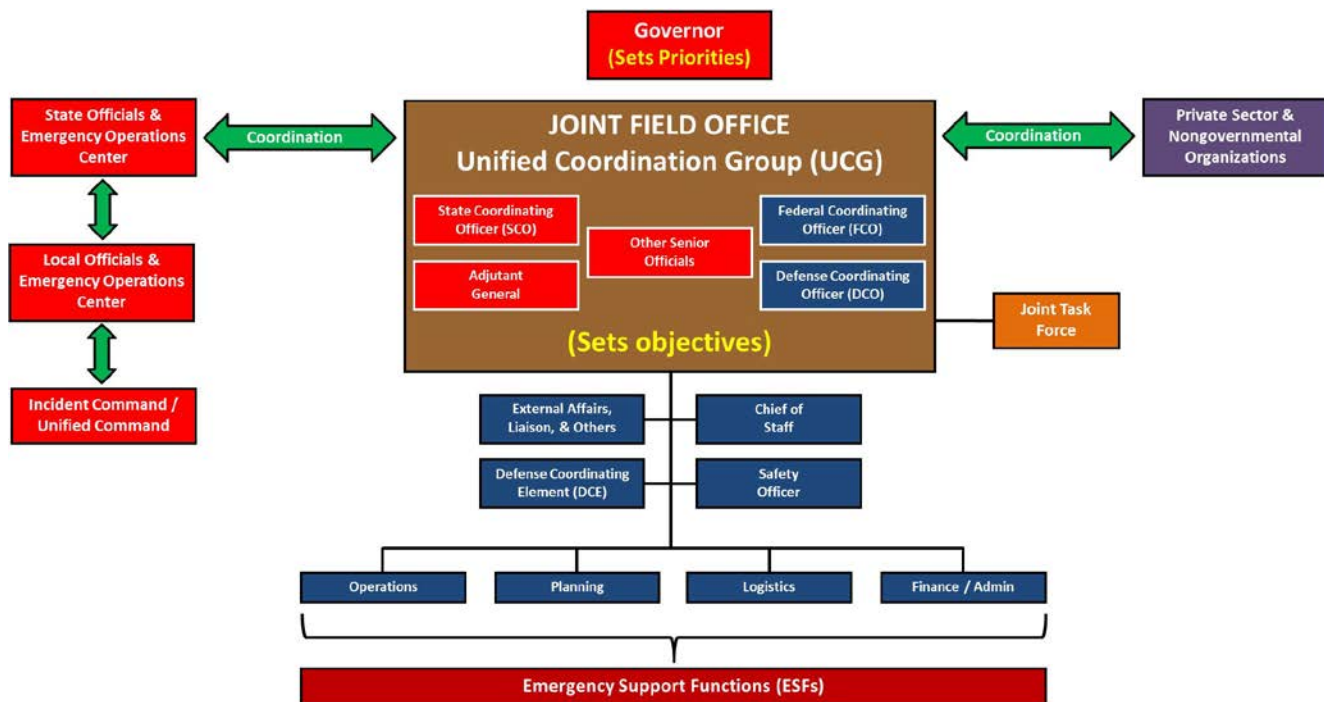 Governor
(Sets Priorities)
State Officials &
Emergency Operations
Center
Coordination
JOINT FIELD OFFICE
Unified Coordination Group (UCG)
Coordination
Private Sector &
Nongovernmental
Organizations
State Coordinating
Officer (SCO)
Other Senior
Officials
Federal Coordinating
Officer (FCO)
Local Officials &
Emergency Operations
Center
Adjutant
General
Defense Coordinating
Officer (DCO)
Joint Task
Force
(Sets objectives)
Incident Command /
Unified Command
External Affairs,
Liaison, & Others
Chief of
Staff
Defense Coordinating
Element (DCE)
Safety
Officer
Operations
Planning
Logistics
Finance / Admin
Emergency Support Functions (ESFs)